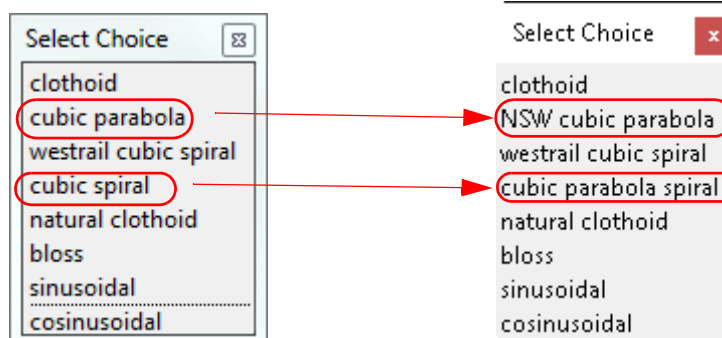 Select Choice
clothoid
cubic parabola
westrail cubic spiral
cubic spiral
natural clothoid
bloss
sinusoidal
cosinusoidal
Select Choice
x
clothoid
NSW cubic parabola
westrail cubic spiral
cubic parabola spiral
natural clothoid
bloss
sinusoidal
cosinusoidal